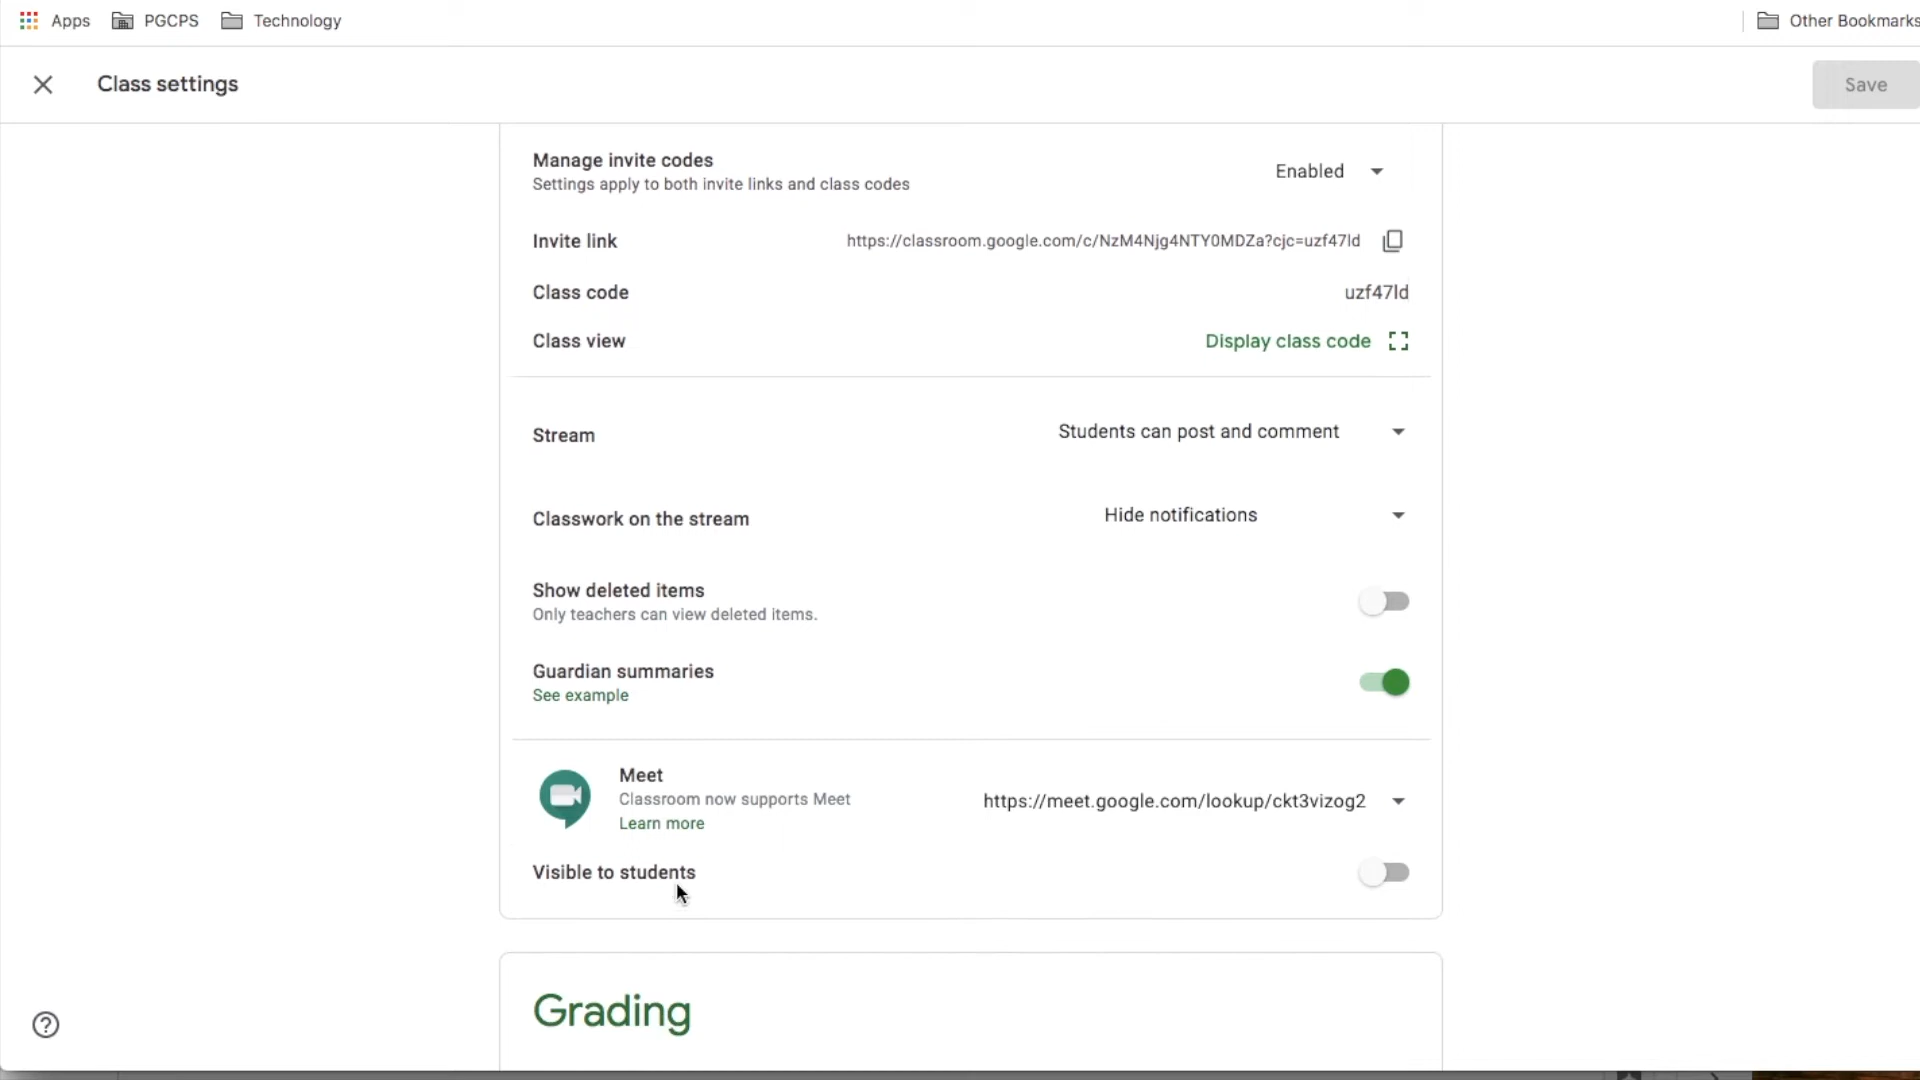 Apps PGCPS Technology Other Bookmarks
Class settings Save
Manage invite codes
Settings apply to both invite links and class codes
Enabled
Invite link https://classroom.google.com/c/NzM4Njg4NTY0MDZa?cjc=uzf47ld
Class code uzf47ld
Class view Display class code
Stream Students can post and comment
Classwork on the stream Hide notifications
Show deleted items
Only teachers can view deleted items.
Guardian summaries
See example
Meet
Classroom now supports Meet
Learn more
https://meet.google.com/lookup/ckt3vizog2
Visible to students
Grading